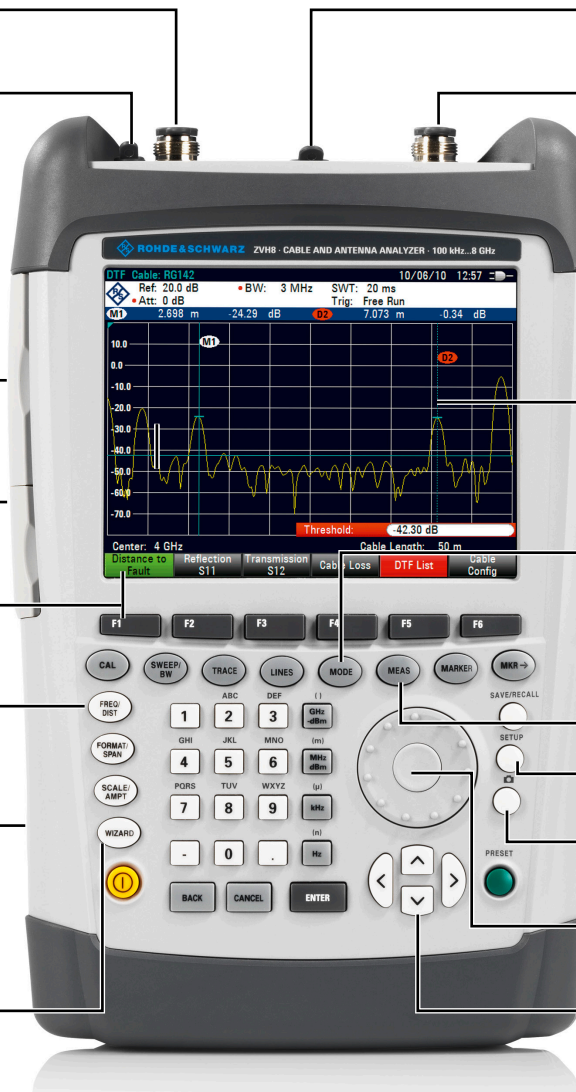 ROHDE&SCHWARZ ZVH8 · CABLE AND ANTENNA ANALYZER · 100 kHz...8 GHz
DTF Cable: RG142 10/06/10 12:57
Ref: 20.0 dB • BW: 3 MHz SWT: 20 ms
• Att: 0 dB Trig: Free Run
M1 2.698 m -24.29 dB D2 7.073 m -0.34 dB
M1
10.0
D2
0.0
-10.0
-20.0
-30.0
-40.0
-50.0
-60.0
-70.0
Threshold: -42.30 dB
Center: 4 GHz Cable Length: 50 m
Distance to Fault
Reflection S11
Transmission S12
Cable Loss
DTF List
Cable Config
F1 F2 F3 F4 F5 F6
CAL
SWEEP/ BW
TRACE
LINES
MODE
MEAS
MARKER
MKR→
FREQ/ DIST
ABC DEF ( )
1 2 3 GHz -dBm
SAVE/RECALL
FORMAT/ SPAN
GHI JKL MNO (m)
4 5 6 MHz dBm
SETUP
SCALE/ AMPT
PQRS TUV WXYZ (µ)
7 8 9 kHz
WIZARD
(n)
- 0 . Hz
PRESET
BACK CANCEL ENTER